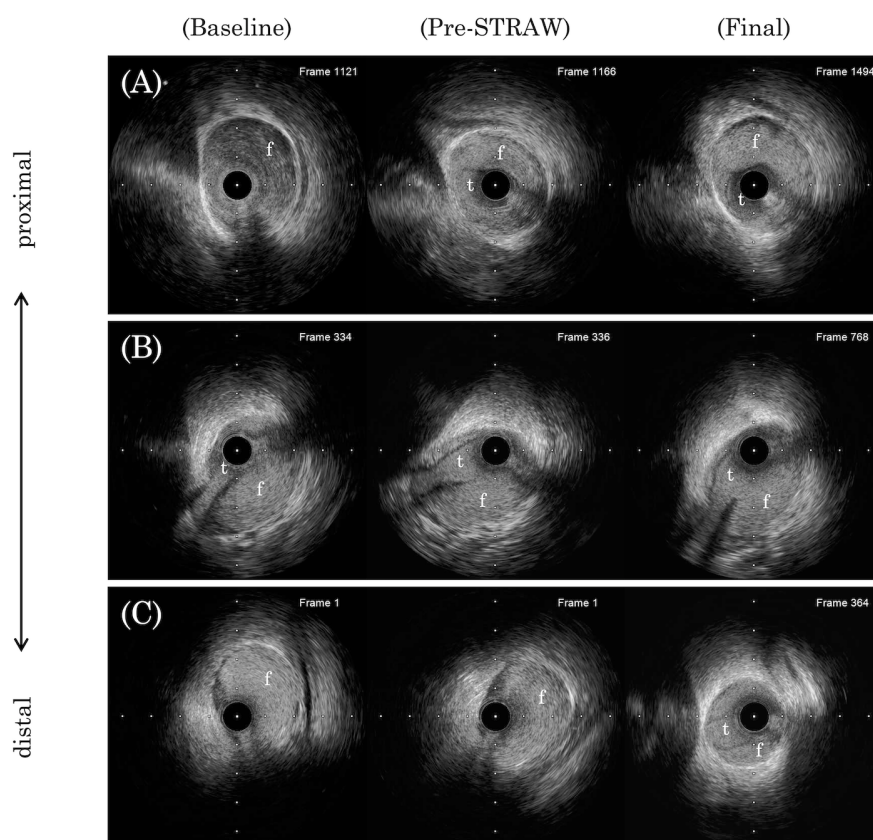 (Baseline) (Pre-STRAW) (Final)
proximal
distal
(A) Frame 1121 Frame 1166 Frame 1494
f f t f t
(B) Frame 334 Frame 336 Frame 768
t f t f t f
(C) Frame 1 Frame 1 Frame 364
f f t f